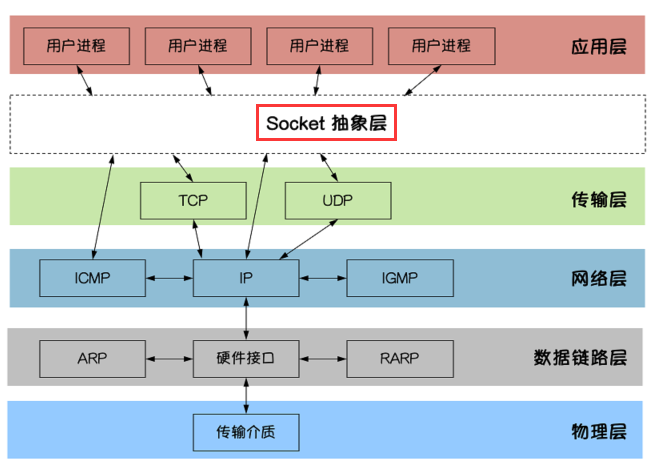 用户进程 用户进程 用户进程 用户进程 应用层
Socket 抽象层
TCP UDP 传输层
ICMP IP IGMP 网络层
ARP 硬件接口 RARP 数据链路层
传输介质 物理层